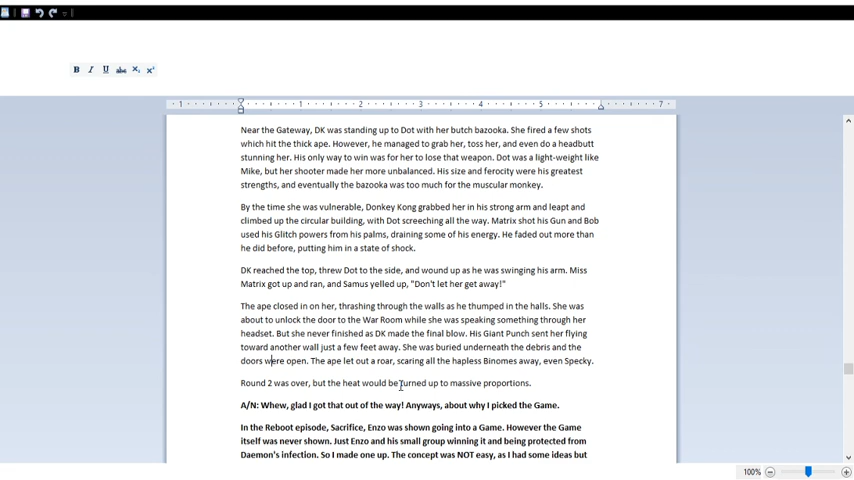 B I U abc X₂ X²
1 1 2 3 4 5 7
Near the Gateway, DK was standing up to Dot with her butch bazooka. She fired a few shots
which hit the thick ape. However, he managed to grab her, toss her, and even do a headbutt
stunning her. His only way to win was for her to lose that weapon. Dot was a light-weight like
Mike, but her shooter made her more unbalanced. His size and ferocity were his greatest
strengths, and eventually the bazooka was too much for the muscular monkey.
By the time she was vulnerable, Donkey Kong grabbed her in his strong arm and leapt and
climbed up the circular building, with Dot screeching all the way. Matrix shot his Gun and Bob
used his Glitch powers from his palms, draining some of his energy. He faded out more than
he did before, putting him in a state of shock.
DK reached the top, threw Dot to the side, and wound up as he was swinging his arm. Miss
Matrix got up and ran, and Samus yelled up, "Don't let her get away!"
The ape closed in on her, thrashing through the walls as he thumped in the halls. She was
about to unlock the door to the War Room while she was speaking something through her
headset. But she never finished as DK made the final blow. His Giant Punch sent her flying
toward another wall just a few feet away. She was buried underneath the debris and the
doors were open. The ape let out a roar, scaring all the hapless Binomes away, even Specky.
Round 2 was over, but the heat would be turned up to massive proportions.
A/N: Whew, glad I got that out of the way! Anyways, about why I picked the Game.
In the Reboot episode, Sacrifice, Enzo was shown going into a Game. However the Game
itself was never shown. Just Enzo and his small group winning it and being protected from
Daemon's infection. So I made one up. The concept was NOT easy, as I had some ideas but
100%